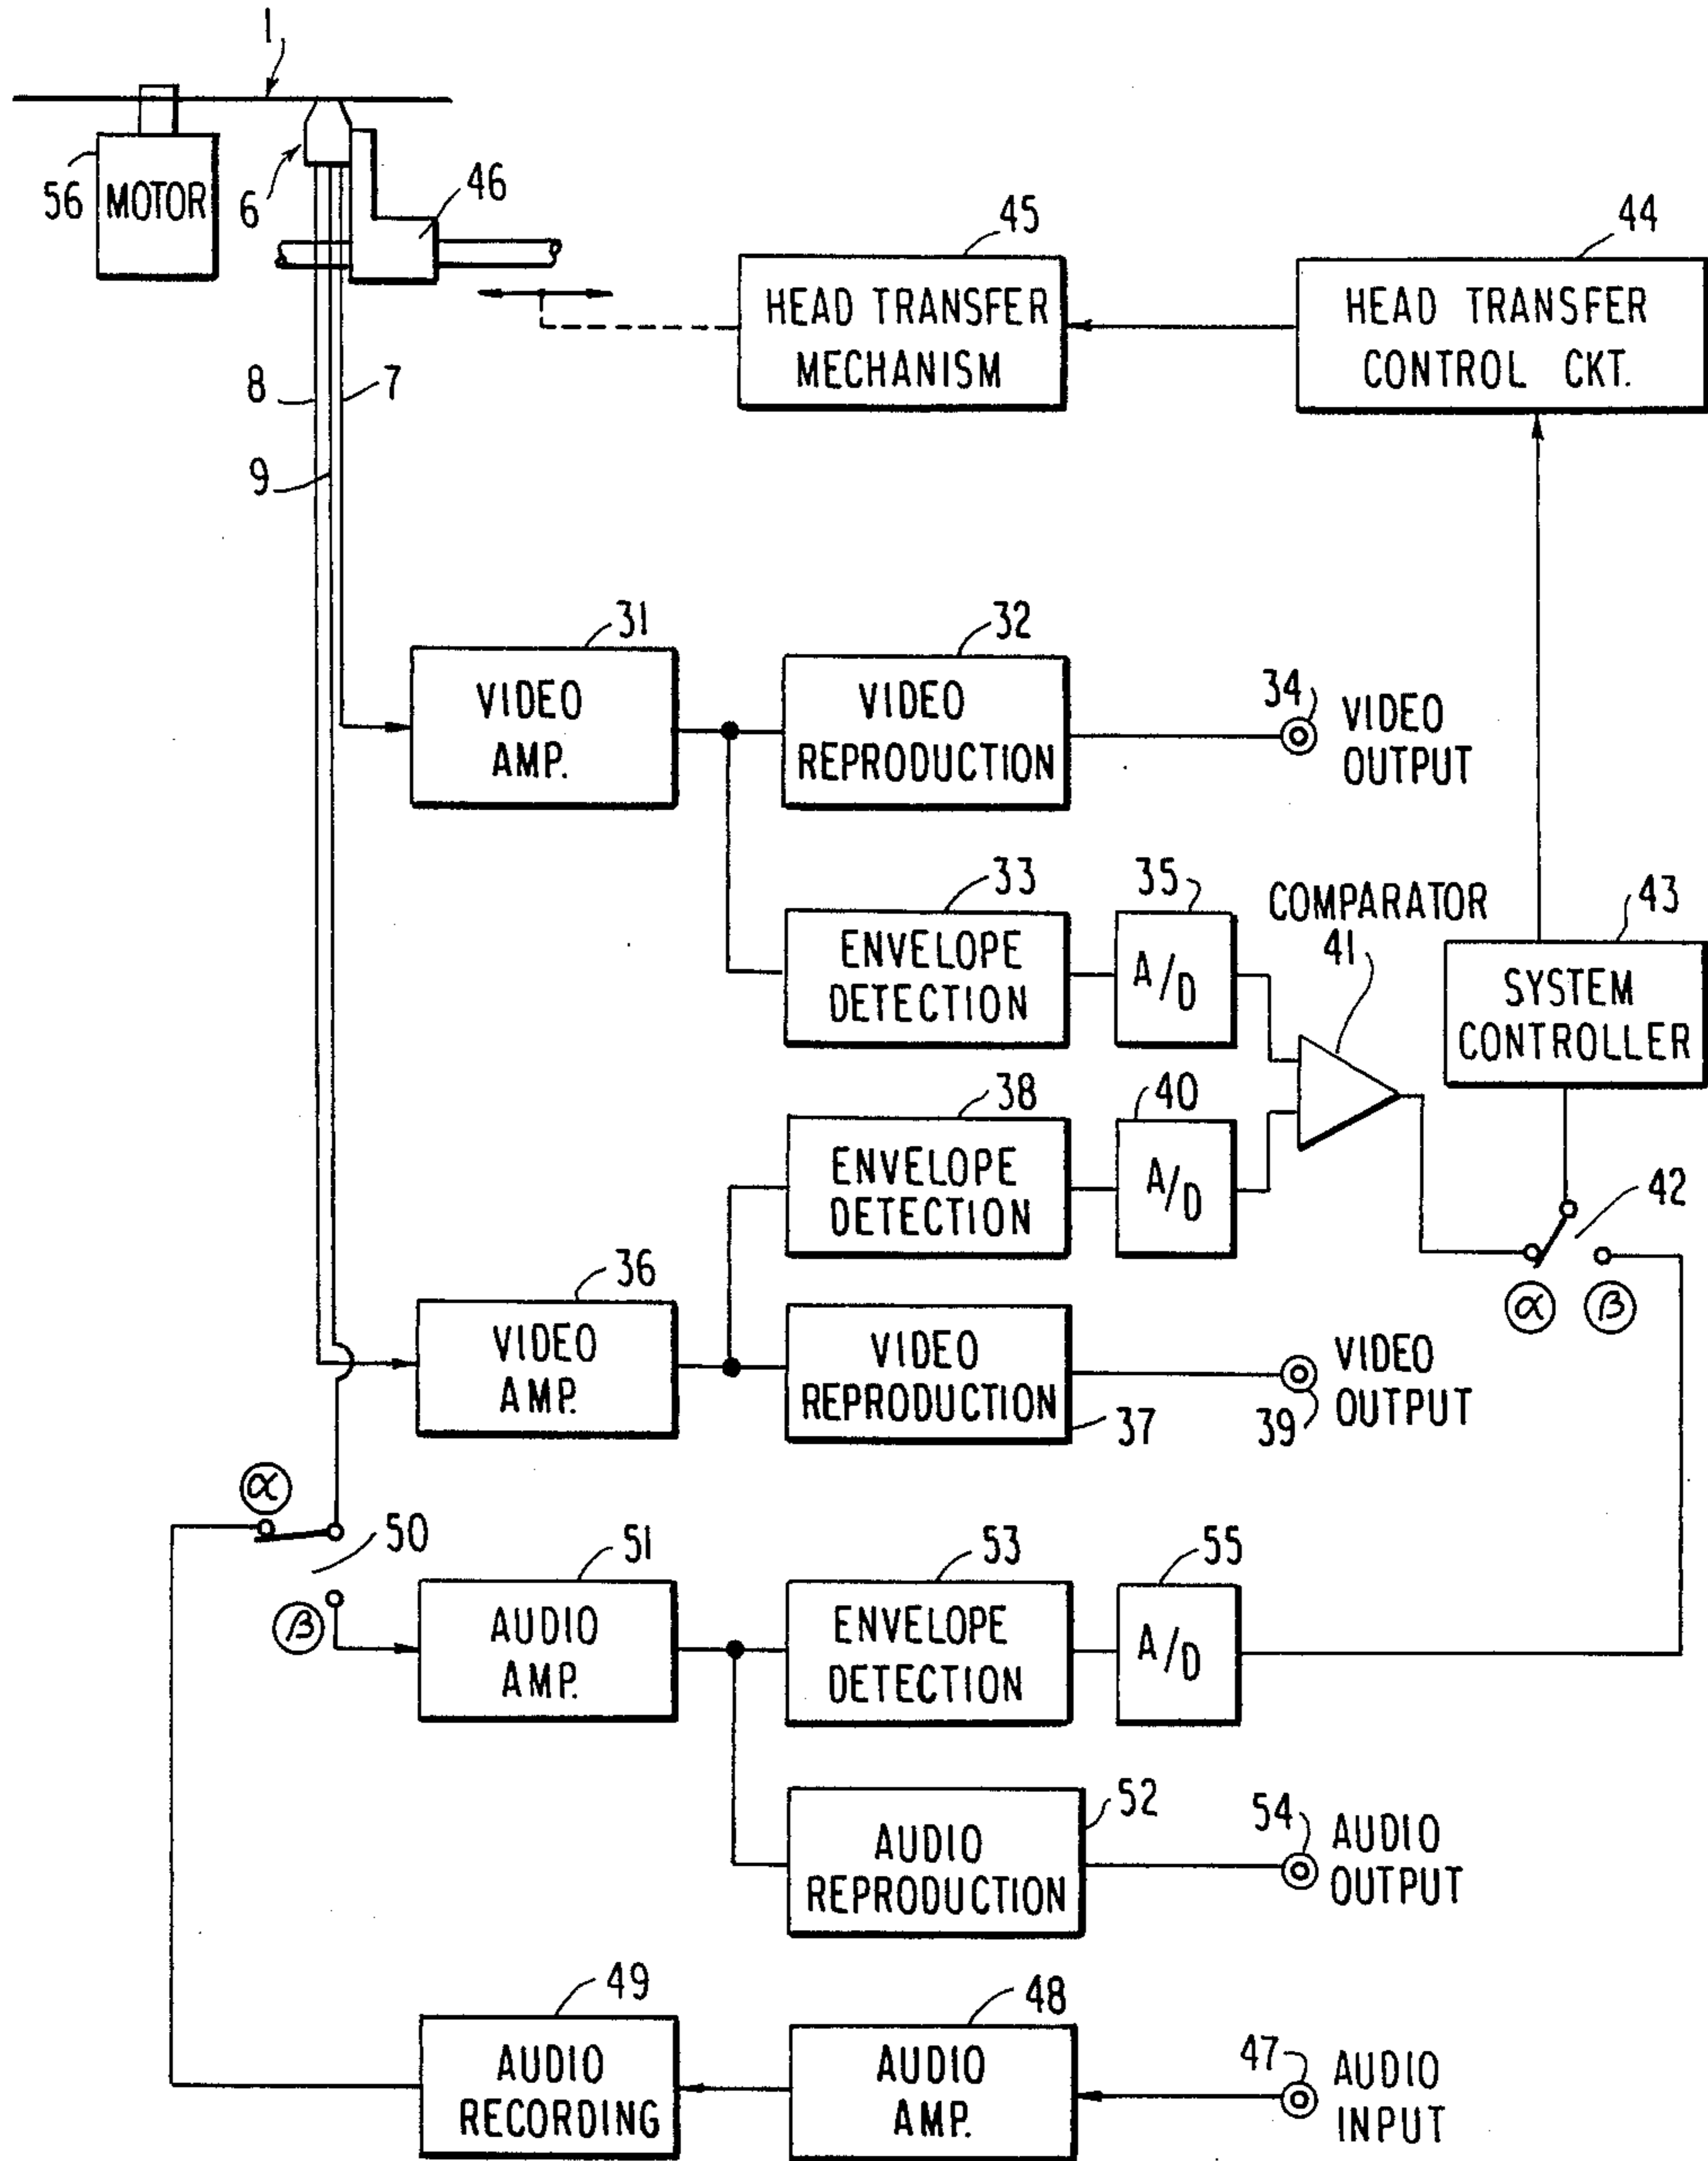 1
56
MOTOR
6
46
45
44
HEAD TRANSFER
MECHANISM
HEAD TRANSFER
CONTROL CKT.
8
7
9
31
32
VIDEO
AMP.
VIDEO
REPRODUCTION
34
VIDEO
OUTPUT
33
35
COMPARATOR
41
43
ENVELOPE
DETECTION
A/D
SYSTEM
CONTROLLER
38
40
ENVELOPE
DETECTION
A/D
42
α
β
36
VIDEO
AMP.
VIDEO
REPRODUCTION
37
39
VIDEO
OUTPUT
α
50
β
51
53
55
AUDIO
AMP.
ENVELOPE
DETECTION
A/D
52
AUDIO
REPRODUCTION
54
AUDIO
OUTPUT
49
48
AUDIO
RECORDING
AUDIO
AMP.
47
AUDIO
INPUT